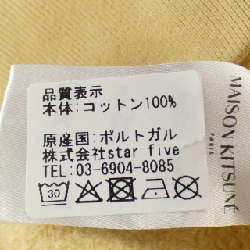 品質表示
本体:コットン100%
原産国:ポルトガル
株式会社star five
TEL:03-6904-8085
30
MAISON KITSUNÉ
PARIS